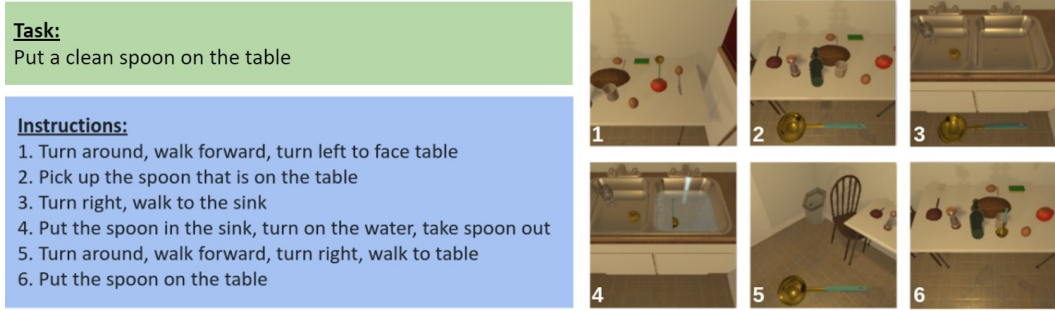 Task:
Put a clean spoon on the table
Instructions:
1. Turn around, walk forward, turn left to face table
2. Pick up the spoon that is on the table
3. Turn right, walk to the sink
4. Put the spoon in the sink, turn on the water, take spoon out
5. Turn around, walk forward, turn right, walk to table
6. Put the spoon on the table
1
2
3
4
5
6